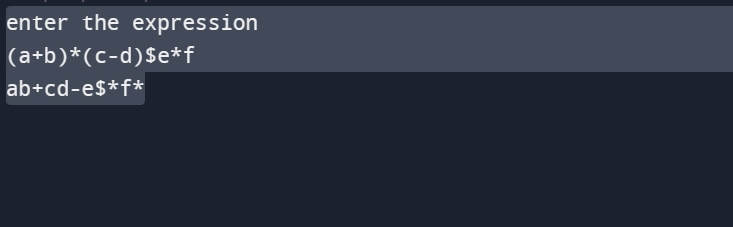 enter the expression
(a+b)*(c-d)$e*f
ab+cd-e$*f*